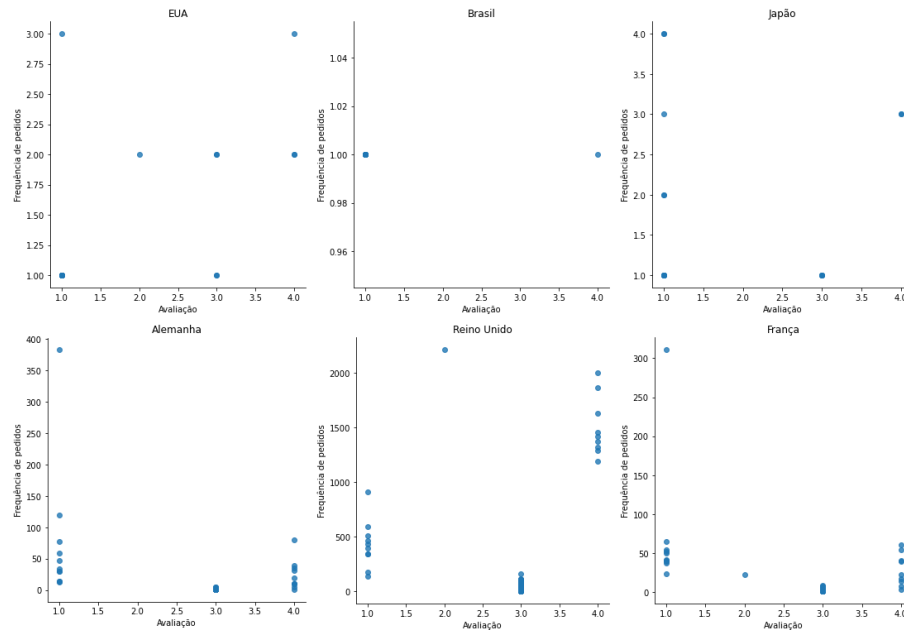 EUA
Frequência de pedidos
3.00
2.75
2.50
2.25
2.00
1.75
1.50
1.25
1.00
1.0 1.5 2.0 2.5 3.0 3.5 4.0
Avaliação
Brasil
Frequência de pedidos
1.04
1.02
1.00
0.98
0.96
1.0 1.5 2.0 2.5 3.0 3.5 4.0
Avaliação
Japão
Frequência de pedidos
4.0
3.5
3.0
2.5
2.0
1.5
1.0
1.0 1.5 2.0 2.5 3.0 3.5 4.0
Avaliação
Alemanha
Frequência de pedidos
400
350
300
250
200
150
100
50
0
1.0 1.5 2.0 2.5 3.0 3.5 4.0
Avaliação
Reino Unido
Frequência de pedidos
2000
1500
1000
500
0
1.0 1.5 2.0 2.5 3.0 3.5 4.0
Avaliação
França
Frequência de pedidos
300
250
200
150
100
50
0
1.0 1.5 2.0 2.5 3.0 3.5 4.0
Avaliação